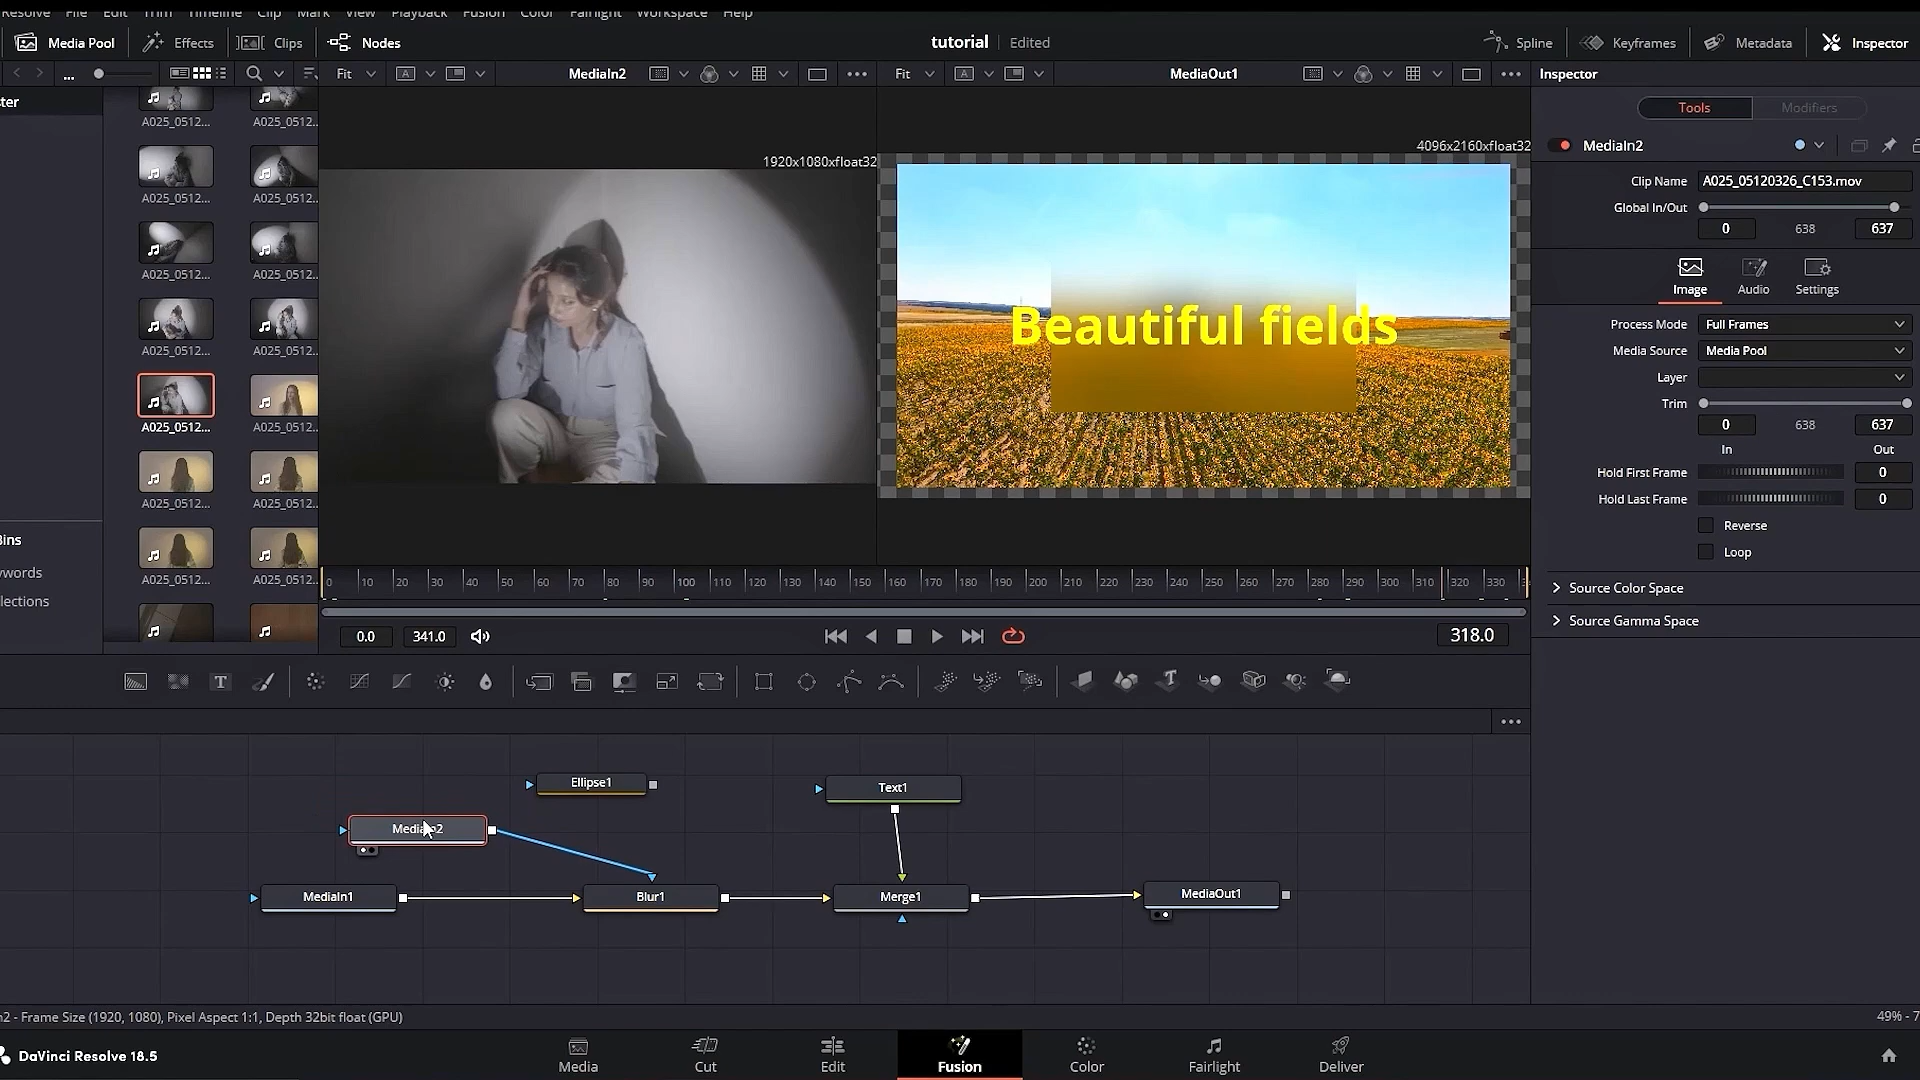 Resolve File Edit Trim Timeline Clip Mark View Playback Fusion Color Fairlight Workspace Help
Media Pool Effects Clips Nodes tutorial Edited Spline Keyframes Metadata Inspector
... Fit A MediaIn2 ... Fit A MediaOut1 ... Inspector
ster
Tools Modifiers
A025_0512... A025_0512...
1920x1080xfloat32
4096x2160xfloat32
MediaIn2
Clip Name A025_05120326_C153.mov
Global In/Out
0 638 637
A025_0512... A025_0512...
Image Audio Settings
A025_0512... A025_0512...
Beautiful fields
Process Mode Full Frames
A025_0512... A025_0512...
Media Source Media Pool
Layer
Trim
0 638 637
A025_0512... A025_0512...
In Out
Hold First Frame 0
Hold Last Frame 0
A025_0512... A025_0512...
Reverse
Bins
Loop
ywords
A025_0512... A025_0512...
0 10 20 30 40 50 60 70 80 90 100 110 120 130 140 150 160 170 180 190 200 210 220 230 240 250 260 270 280 290 300 310 320 330
Source Color Space
llections
Source Gamma Space
0.0 341.0 318.0
T
Ellipse1
Text1
MediaIn2
MediaIn1
Blur1
Merge1
MediaOut1
n2 - Frame Size (1920, 1080), Pixel Aspect 1:1, Depth 32bit float (GPU)
49% - 7
DaVinci Resolve 18.5
Media Cut Edit Fusion Color Fairlight Deliver